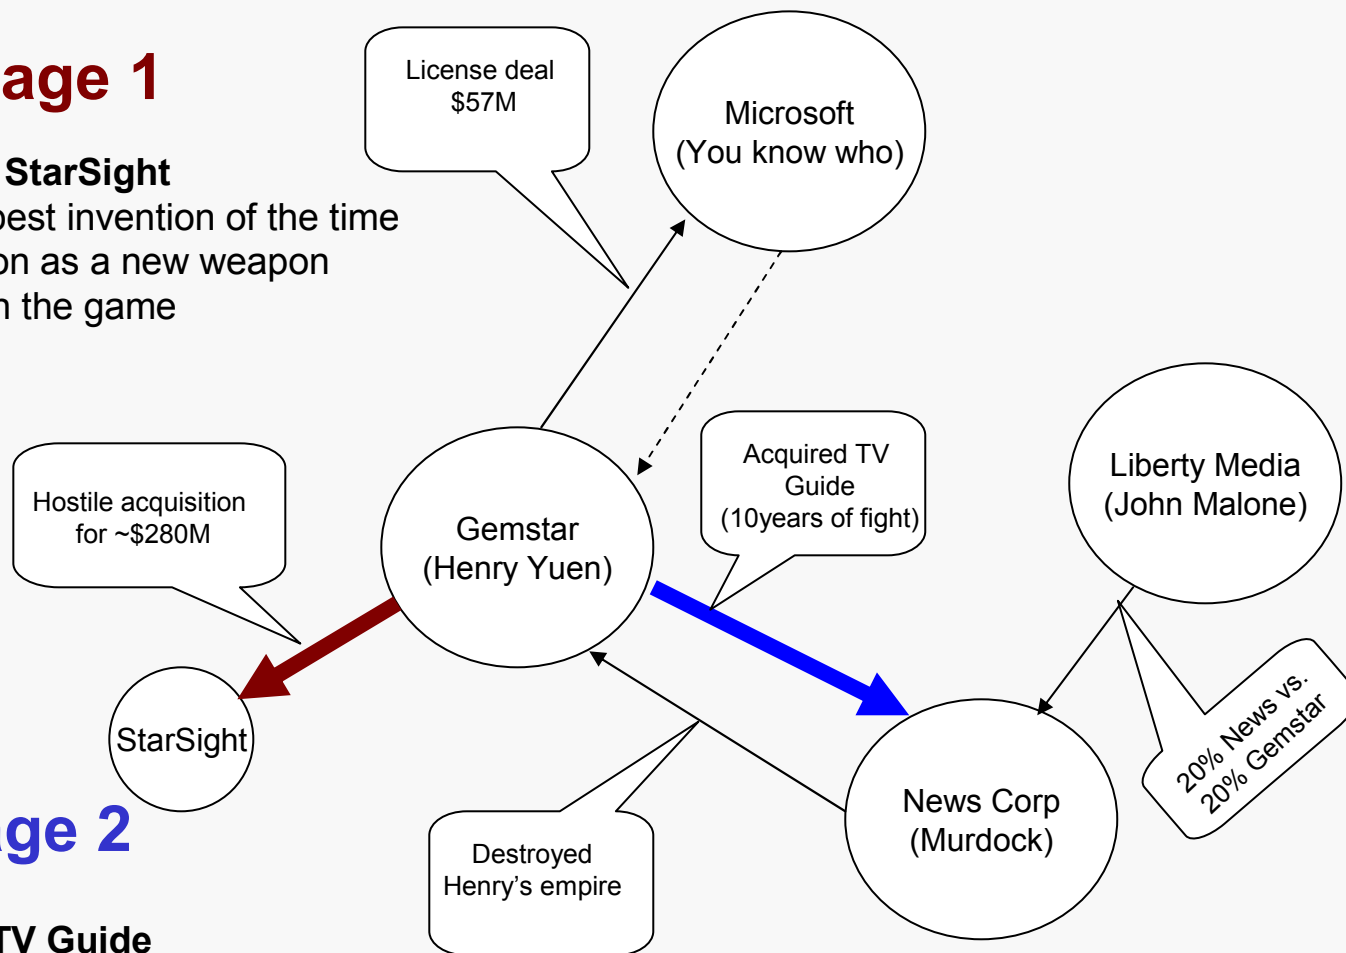 age 1
StarSight
best invention of the time
on as a new weapon
n the game
License deal
$57M
Microsoft
(You know who)
Hostile acquisition
for ~$280M
Gemstar
(Henry Yuen)
Acquired TV
Guide
(10years of fight)
Liberty Media
(John Malone)
StarSight
20% News vs.
20% Gemstar
News Corp
(Murdock)
Destroyed
Henry’s empire
ge 2
TV Guide